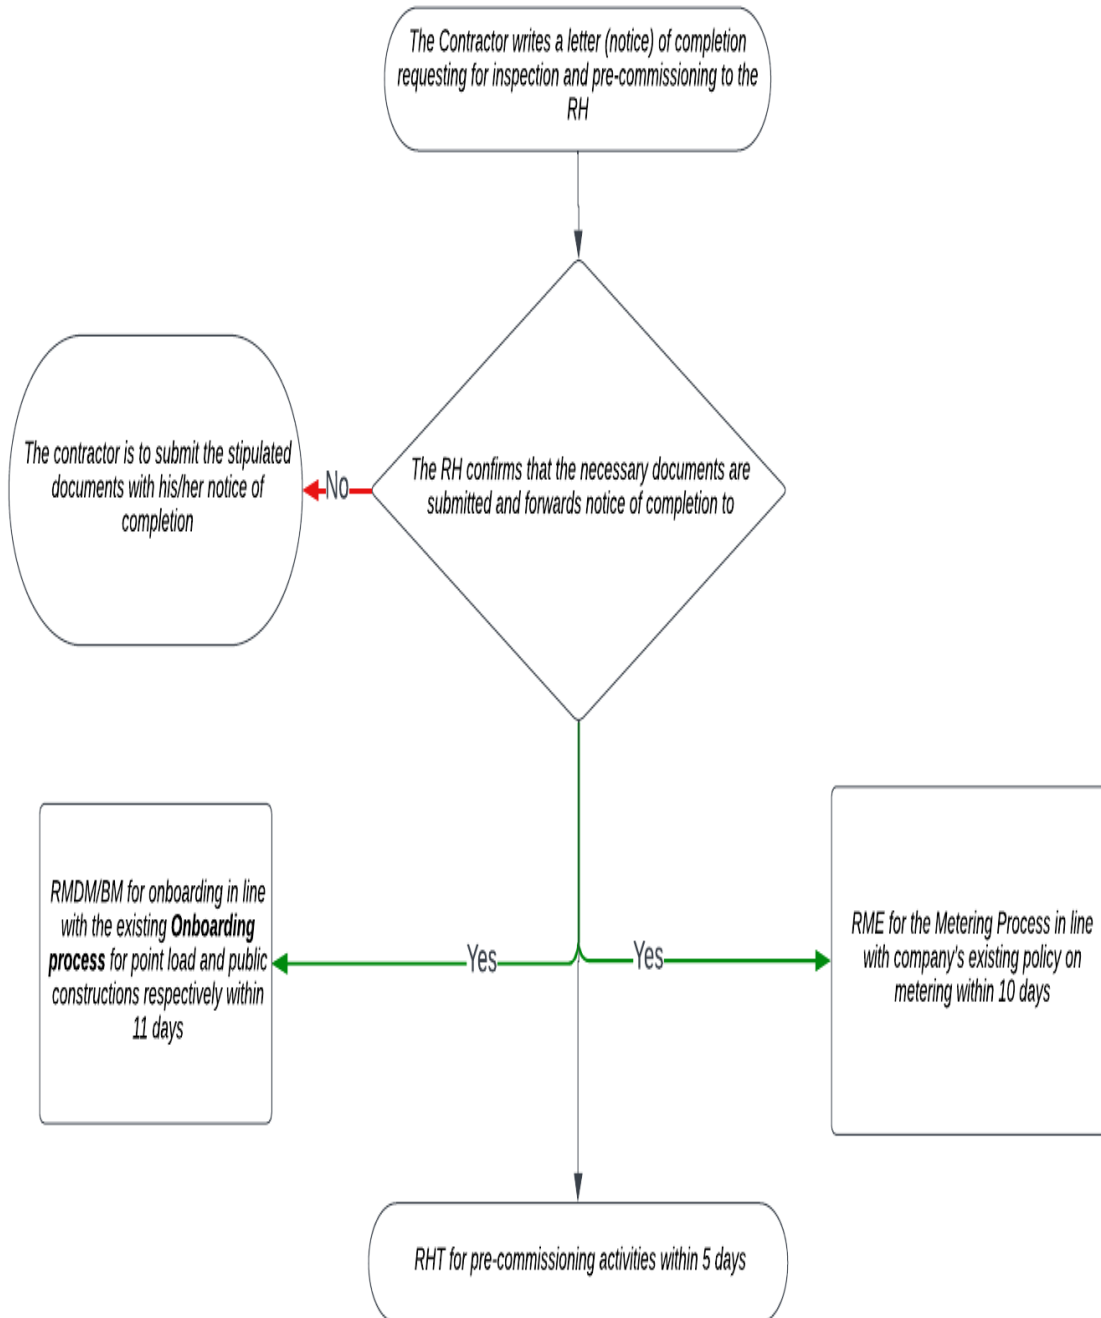 The Contractor writes a letter (notice) of completion
requesting for inspection and pre-commissioning to the
RH
The contractor is to submit the stipulated
documents with his/her notice of
completion
No
The RH confirms that the necessary documents are
submitted and forwards notice of completion to
RMDM/BM for onboarding in line
with the existing Onboarding
process for point load and public
constructions respectively within
11 days
Yes
Yes
RME for the Metering Process in line
with company's existing policy on
metering within 10 days
RHT for pre-commissioning activities within 5 days